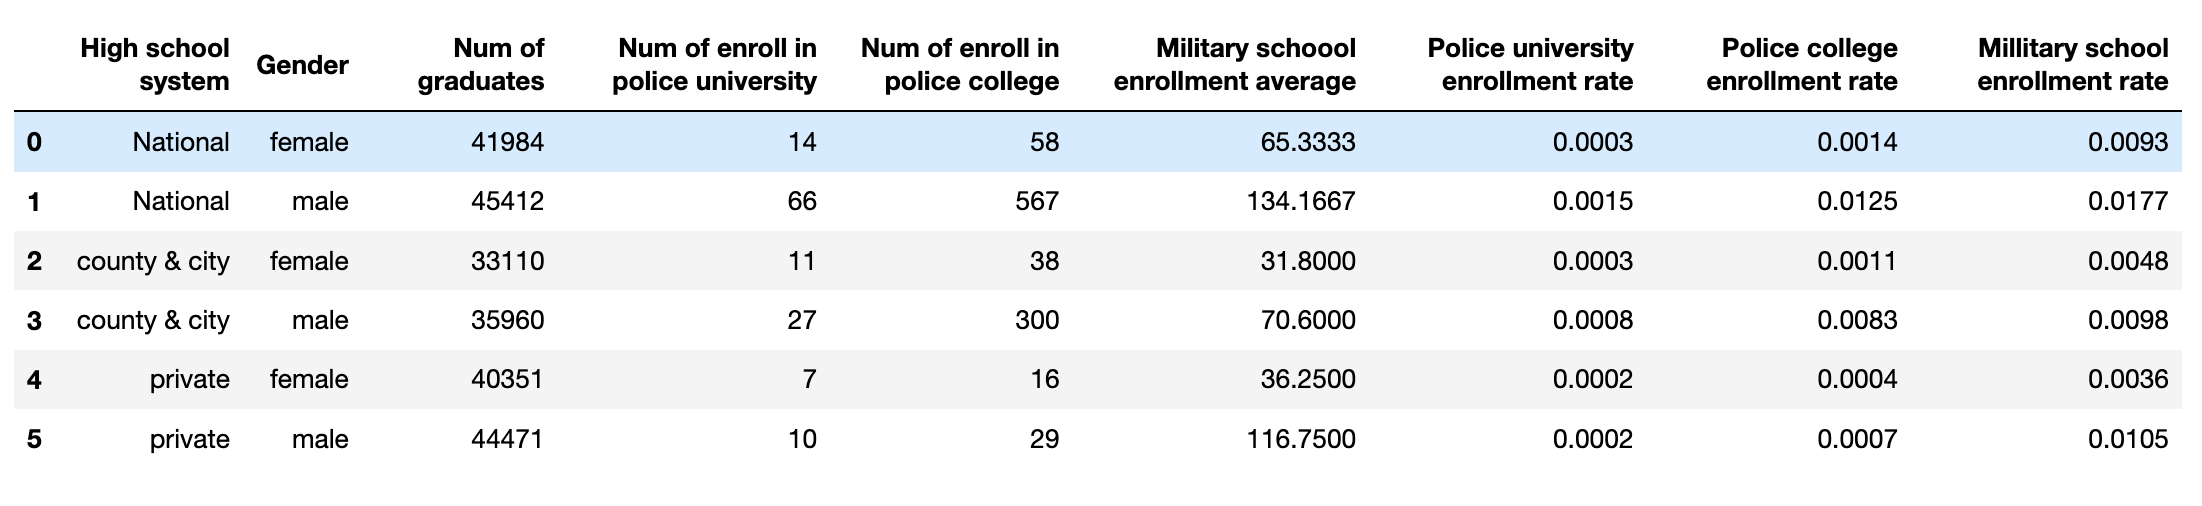 High school system Gender Num of graduates Num of enroll in police university Num of enroll in police college Military schoool enrollment average Police university enrollment rate Police college enrollment rate Millitary school enrollment rate
0 National female 41984 14 58 65.3333 0.0003 0.0014 0.0093
1 National male 45412 66 567 134.1667 0.0015 0.0125 0.0177
2 county & city female 33110 11 38 31.8000 0.0003 0.0011 0.0048
3 county & city male 35960 27 300 70.6000 0.0008 0.0083 0.0098
4 private female 40351 7 16 36.2500 0.0002 0.0004 0.0036
5 private male 44471 10 29 116.7500 0.0002 0.0007 0.0105